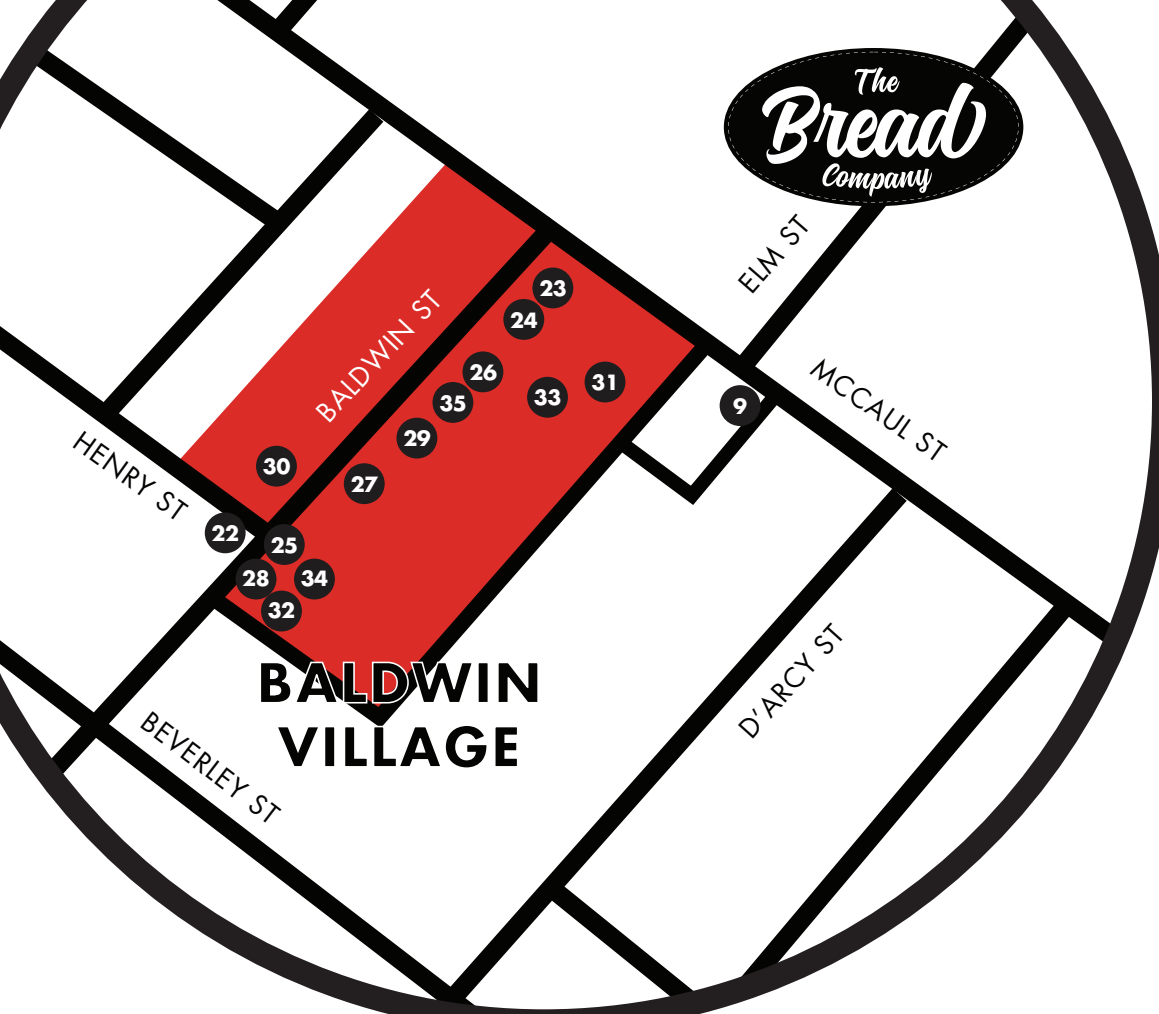 The
Bread
Company
ELM ST
23
24
BALDWIN ST
26
31
33
35
9
MCCAUL ST
29
HENRY ST
30
27
22
25
28
34
32
BALDWIN
VILLAGE
D'ARCY ST
BEVERLEY ST